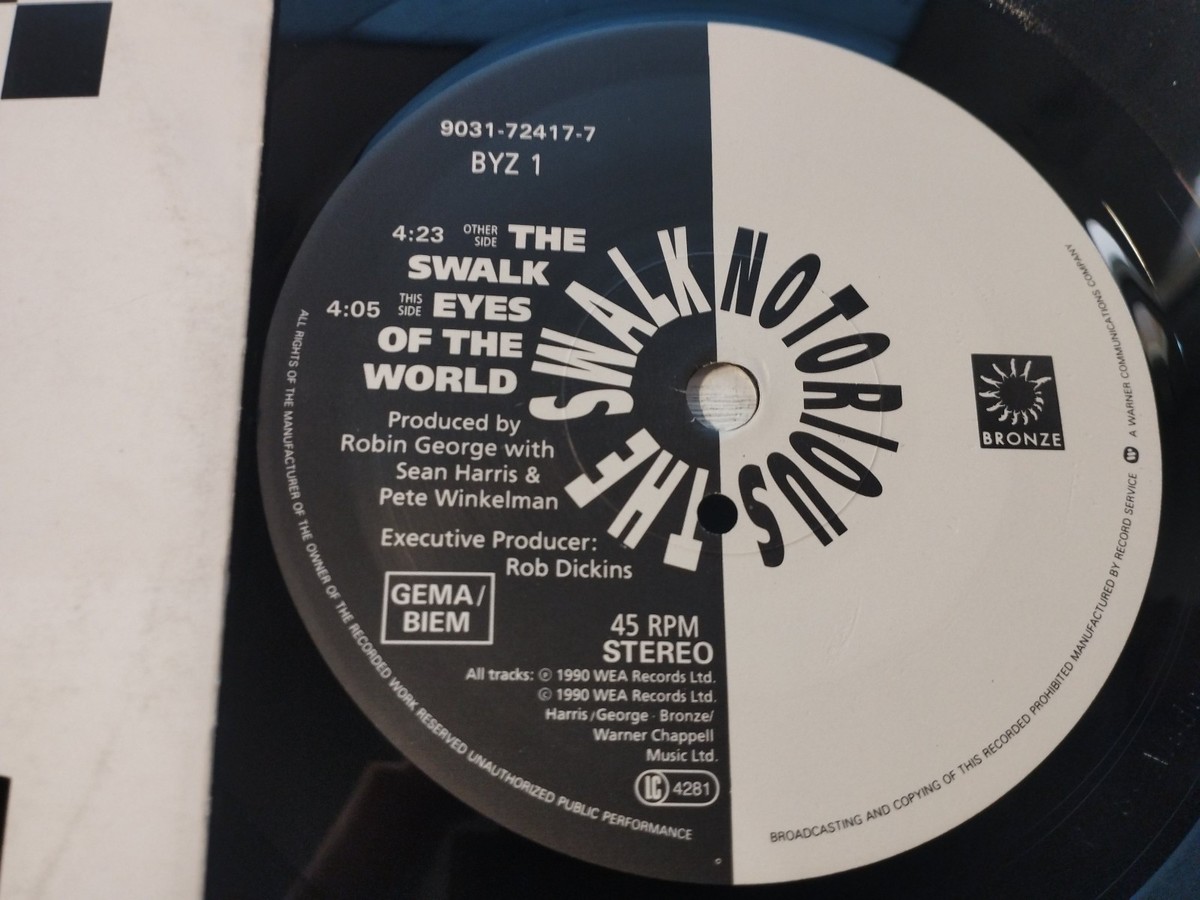 9031-72417-7
BYZ 1
4:23 OTHER SIDE THE
SWALK
4:05 THIS SIDE EYES
OF THE
WORLD
Produced by
Robin George with
Sean Harris &
Pete Winkelman
Executive Producer:
Rob Dickins
GEMA/
BIEM
45 RPM
STEREO
All tracks: ℗ 1990 WEA Records Ltd.
© 1990 WEA Records Ltd.
Harris/George · Bronze/
Warner Chappell
Music Ltd.
LC 4281
THE SWALK
NOTORIOUS
BRONZE
ALL RIGHTS OF THE MANUFACTURER OF THE OWNER OF THE RECORDED WORK RESERVED UNAUTHORIZED PUBLIC PERFORMANCE
BROADCASTING AND COPYING OF THIS RECORDED PROHIBITED MANUFACTURED BY RECORD SERVICE W A WARNER COMMUNICATIONS COMPANY